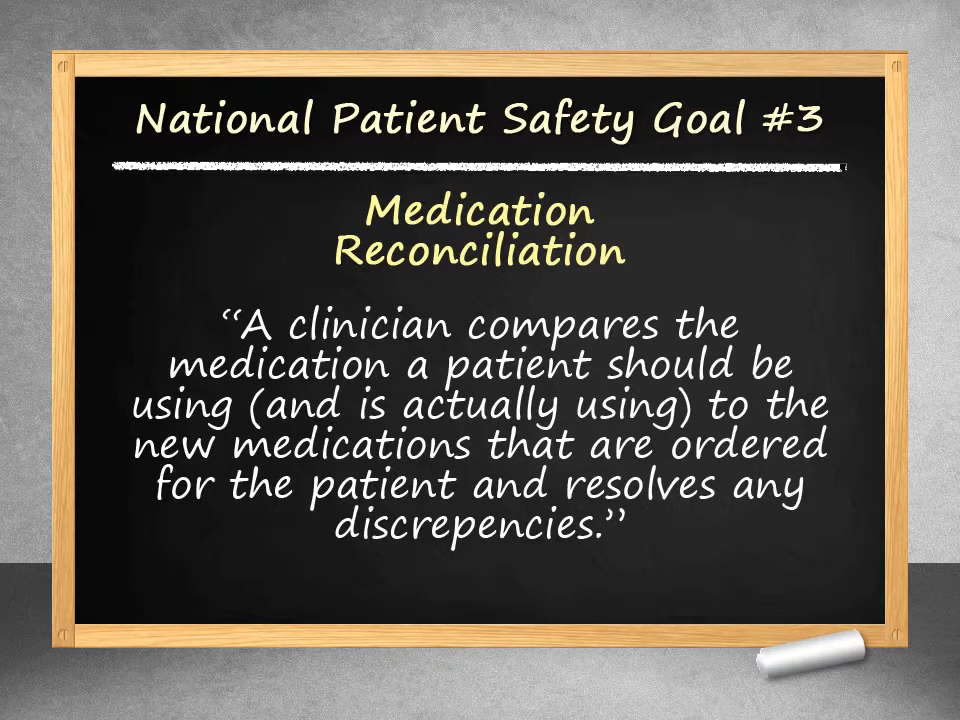 National Patient Safety Goal #3
Medication
Reconciliation
“A clinician compares the
medication a patient should be
using (and is actually using) to the
new medications that are ordered
for the patient and resolves any
discrepencies.”